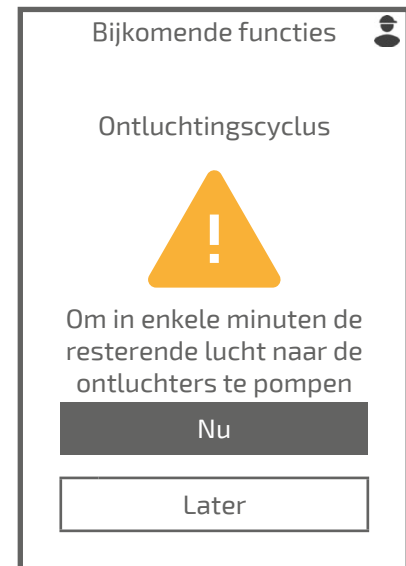 Bijkomende functies
Ontluchtingscyclus
!
Om in enkele minuten de
resterende lucht naar de
ontluchters te pompen
Nu
Later